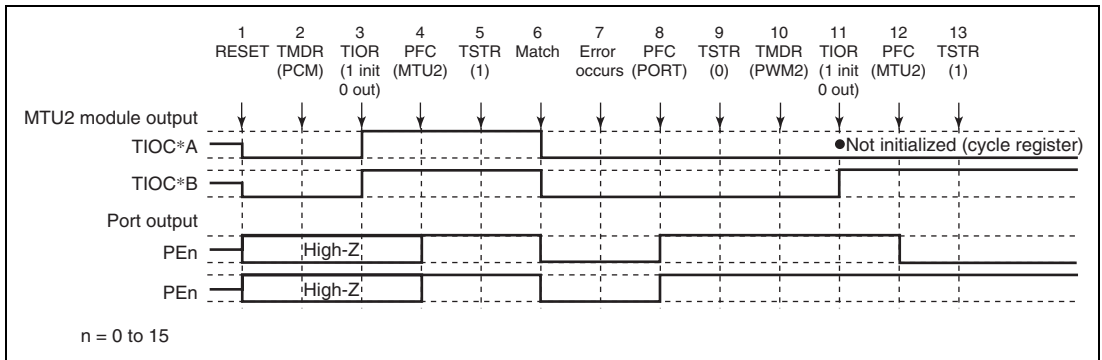 1 2 3 4 5 6 7 8 9 10 11 12 13
RESET TMDR TIOR PFC TSTR Match Error PFC TSTR TMDR TIOR PFC TSTR
(PCM) (1 init (MTU2) (1) occurs (PORT) (0) (PWM2) (1 init (MTU2) (1)
0 out) 0 out)
MTU2 module output
TIOC*A
●Not initialized (cycle register)
TIOC*B
Port output
PEn
High-Z
PEn
High-Z
n = 0 to 15